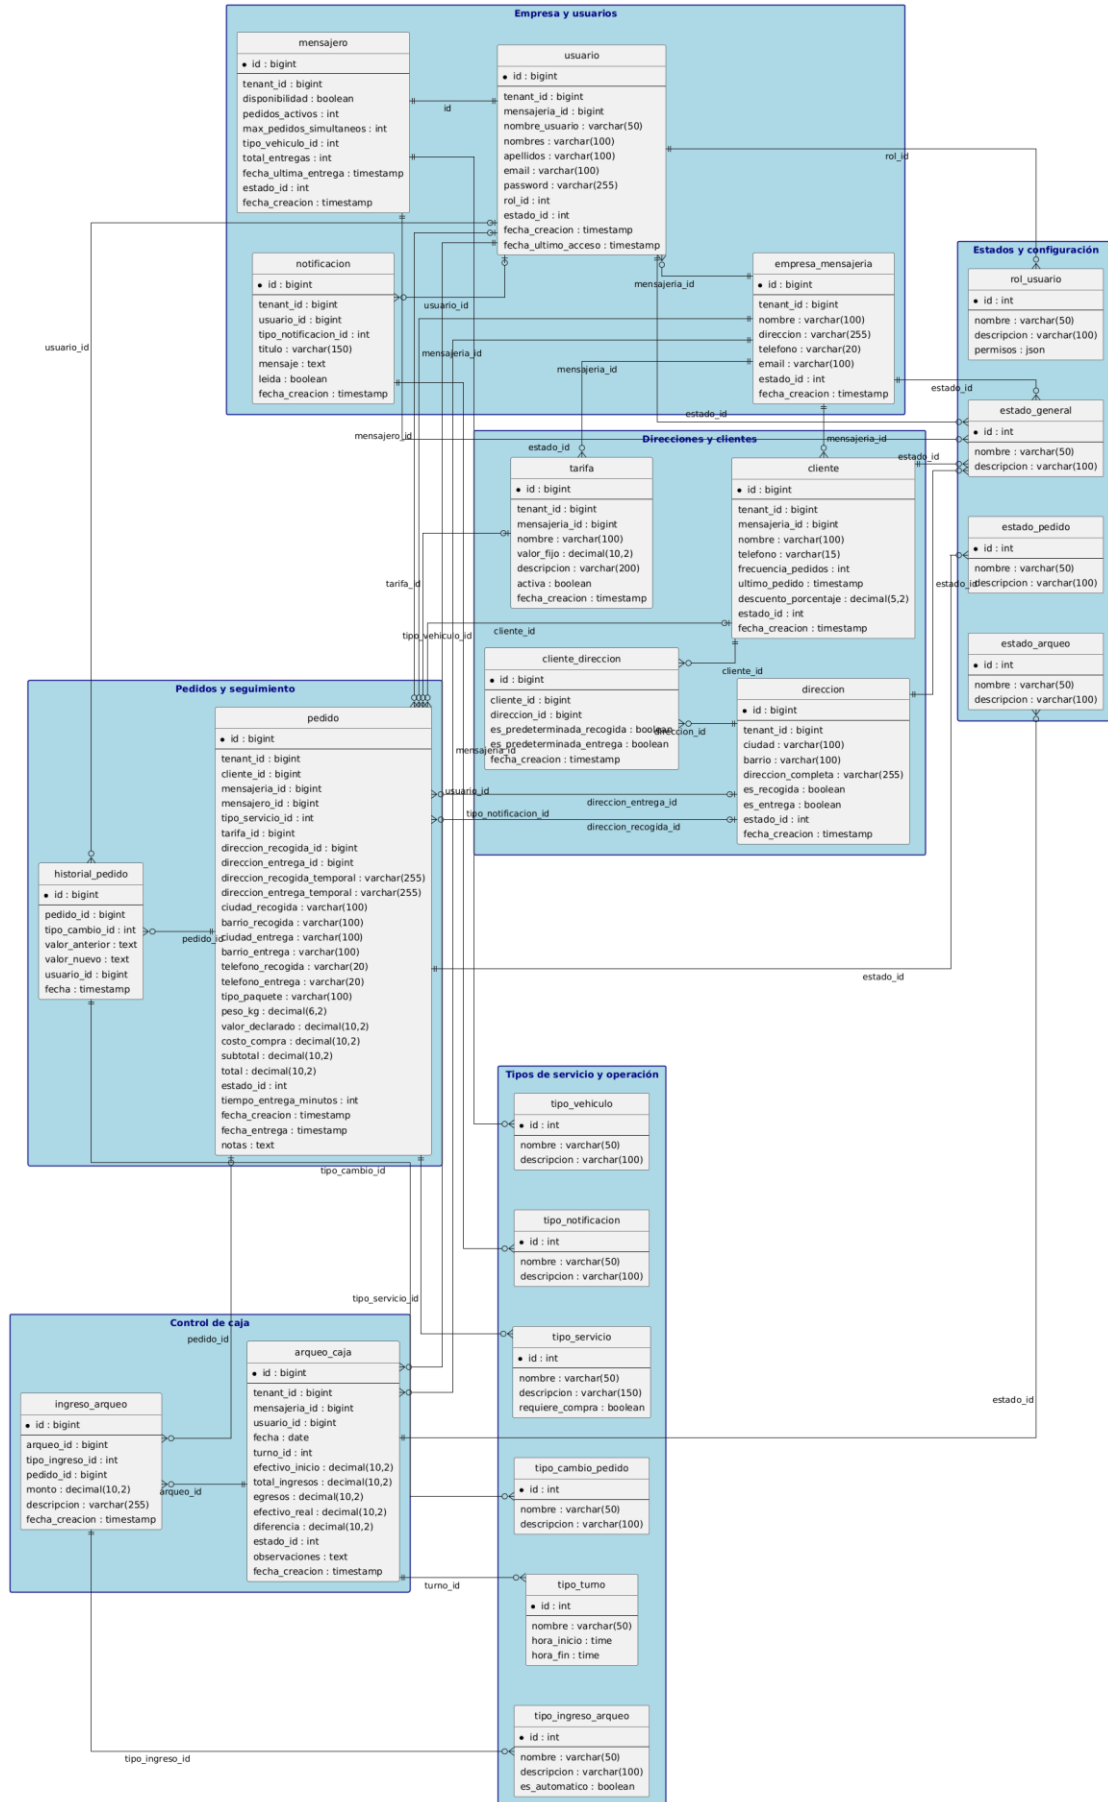 Empresa y usuarios
mensajero
id : bigint
tenant_id : bigint
disponibilidad : boolean
pedidos_activos : int
max_pedidos_simultaneos : int
tipo_vehiculo_id : int
total_entregas : int
fecha_ultima_entrega : timestamp
estado_id : int
fecha_creacion : timestamp
id
usuario
id : bigint
tenant_id : bigint
mensajeria_id : bigint
nombre_usuario : varchar(50)
nombres : varchar(100)
apellidos : varchar(100)
email : varchar(100)
password : varchar(255)
rol_id : int
estado_id : int
fecha_creacion : timestamp
fecha_ultimo_acceso : timestamp
rol_id
notificacion
id : bigint
tenant_id : bigint
usuario_id : bigint
tipo_notificacion_id : int
titulo : varchar(150)
mensaje : text
leida : boolean
fecha_creacion : timestamp
usuario_id
mensajeria_id
empresa_mensajeria
id : bigint
tenant_id : bigint
nombre : varchar(100)
direccion : varchar(255)
telefono : varchar(20)
email : varchar(100)
estado_id : int
fecha_creacion : timestamp
usuario_id
mensajeria_id
mensajeria_id
estado_id
estado_id
mensajero_id
estado_id
mensajeria_id
estado_id
Estados y configuración
rol_usuario
id : int
nombre : varchar(50)
descripcion : varchar(100)
permisos : json
estado_general
id : int
nombre : varchar(50)
descripcion : varchar(100)
estado_pedido
id : int
nombre : varchar(50)
descripcion : varchar(100)
estado_id
estado_arqueo
id : int
nombre : varchar(50)
descripcion : varchar(100)
Direcciones y clientes
tarifa
id : bigint
tenant_id : bigint
mensajeria_id : bigint
nombre : varchar(100)
valor_fijo : decimal(10,2)
descripcion : varchar(200)
activa : boolean
fecha_creacion : timestamp
cliente
id : bigint
tenant_id : bigint
mensajeria_id : bigint
nombre : varchar(100)
telefono : varchar(15)
frecuencia_pedidos : int
ultimo_pedido : timestamp
descuento_porcentaje : decimal(5,2)
estado_id : int
fecha_creacion : timestamp
tarifa_id
tipo_vehiculo_id
cliente_id
cliente_id
cliente_direccion
id : bigint
cliente_id : bigint
direccion_id : bigint
es_predeterminada_recogida : boolean
es_predeterminada_entrega : boolean
fecha_creacion : timestamp
direccion_id
direccion
id : bigint
tenant_id : bigint
ciudad : varchar(100)
barrio : varchar(100)
direccion_completa : varchar(255)
es_recogida : boolean
es_entrega : boolean
estado_id : int
fecha_creacion : timestamp
mensajeria_id
usuario_id
direccion_entrega_id
tipo_notificacion_id
direccion_recogida_id
Pedidos y seguimiento
pedido
id : bigint
tenant_id : bigint
cliente_id : bigint
mensajeria_id : bigint
mensajero_id : bigint
tipo_servicio_id : int
tarifa_id : bigint
direccion_recogida_id : bigint
direccion_entrega_id : bigint
direccion_recogida_temporal : varchar(255)
direccion_entrega_temporal : varchar(255)
ciudad_recogida : varchar(100)
barrio_recogida : varchar(100)
ciudad_entrega : varchar(100)
barrio_entrega : varchar(100)
telefono_recogida : varchar(20)
telefono_entrega : varchar(20)
tipo_paquete : varchar(100)
peso_kg : decimal(6,2)
valor_declarado : decimal(10,2)
costo_compra : decimal(10,2)
subtotal : decimal(10,2)
total : decimal(10,2)
estado_id : int
tiempo_entrega_minutos : int
fecha_creacion : timestamp
fecha_entrega : timestamp
notas : text
historial_pedido
id : bigint
pedido_id : bigint
tipo_cambio_id : int
valor_anterior : text
valor_nuevo : text
usuario_id : bigint
fecha : timestamp
pedido_id
estado_id
tipo_cambio_id
Tipos de servicio y operación
tipo_vehiculo
id : int
nombre : varchar(50)
descripcion : varchar(100)
tipo_notificacion
id : int
nombre : varchar(50)
descripcion : varchar(100)
tipo_servicio_id
tipo_servicio
id : int
nombre : varchar(50)
descripcion : varchar(150)
requiere_compra : boolean
tipo_cambio_pedido
id : int
nombre : varchar(50)
descripcion : varchar(100)
tipo_turno
id : int
nombre : varchar(50)
hora_inicio : time
hora_fin : time
tipo_ingreso_arqueo
id : int
nombre : varchar(50)
descripcion : varchar(100)
es_automatico : boolean
Control de caja
pedido_id
arqueo_caja
id : bigint
tenant_id : bigint
mensajeria_id : bigint
usuario_id : bigint
fecha : date
turno_id : int
efectivo_inicio : decimal(10,2)
total_ingresos : decimal(10,2)
egresos : decimal(10,2)
efectivo_real : decimal(10,2)
diferencia : decimal(10,2)
estado_id : int
observaciones : text
fecha_creacion : timestamp
ingreso_arqueo
id : bigint
arqueo_id : bigint
tipo_ingreso_id : int
pedido_id : bigint
monto : decimal(10,2)
descripcion : varchar(255)
fecha_creacion : timestamp
arqueo_id
estado_id
turno_id
tipo_ingreso_id